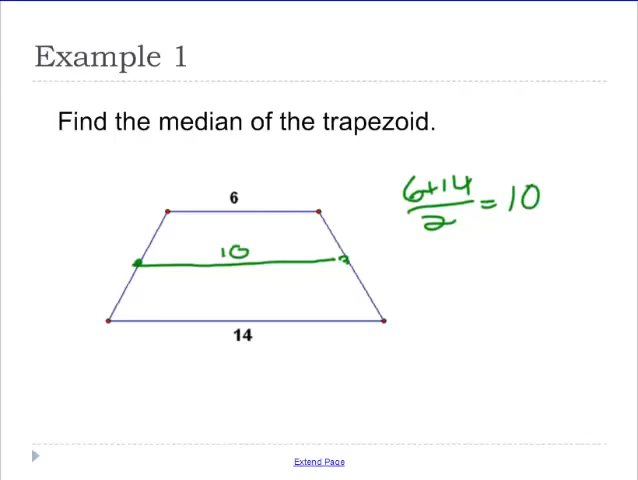 Example 1
Find the median of the trapezoid.
6
6+14
2
= 10
10
14
Extend Page